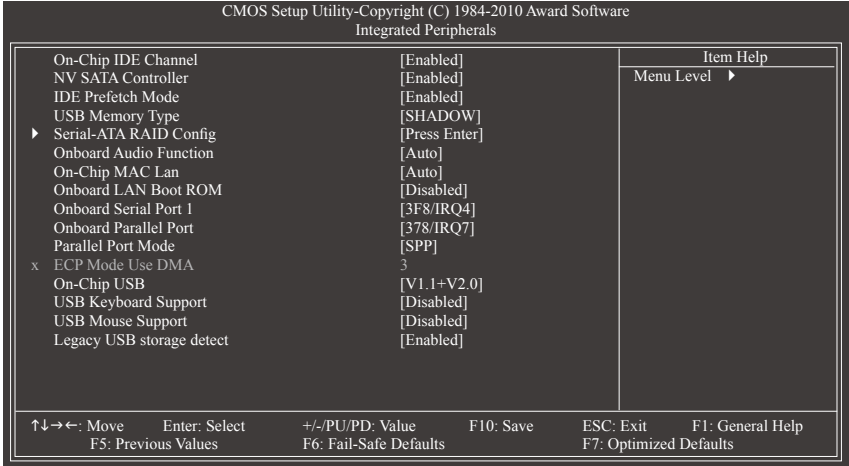 CMOS Setup Utility-Copyright (C) 1984-2010 Award Software
Integrated Peripherals
On-Chip IDE Channel [Enabled]
NV SATA Controller [Enabled]
IDE Prefetch Mode [Enabled]
USB Memory Type [SHADOW]
Serial-ATA RAID Config [Press Enter]
Onboard Audio Function [Auto]
On-Chip MAC Lan [Auto]
Onboard LAN Boot ROM [Disabled]
Onboard Serial Port 1 [3F8/IRQ4]
Onboard Parallel Port [378/IRQ7]
Parallel Port Mode [SPP]
x ECP Mode Use DMA 3
On-Chip USB [V1.1+V2.0]
USB Keyboard Support [Disabled]
USB Mouse Support [Disabled]
Legacy USB storage detect [Enabled]
Item Help
Menu Level ▶
↑↓→←: Move Enter: Select +/-/PU/PD: Value F10: Save ESC: Exit F1: General Help
F5: Previous Values F6: Fail-Safe Defaults F7: Optimized Defaults